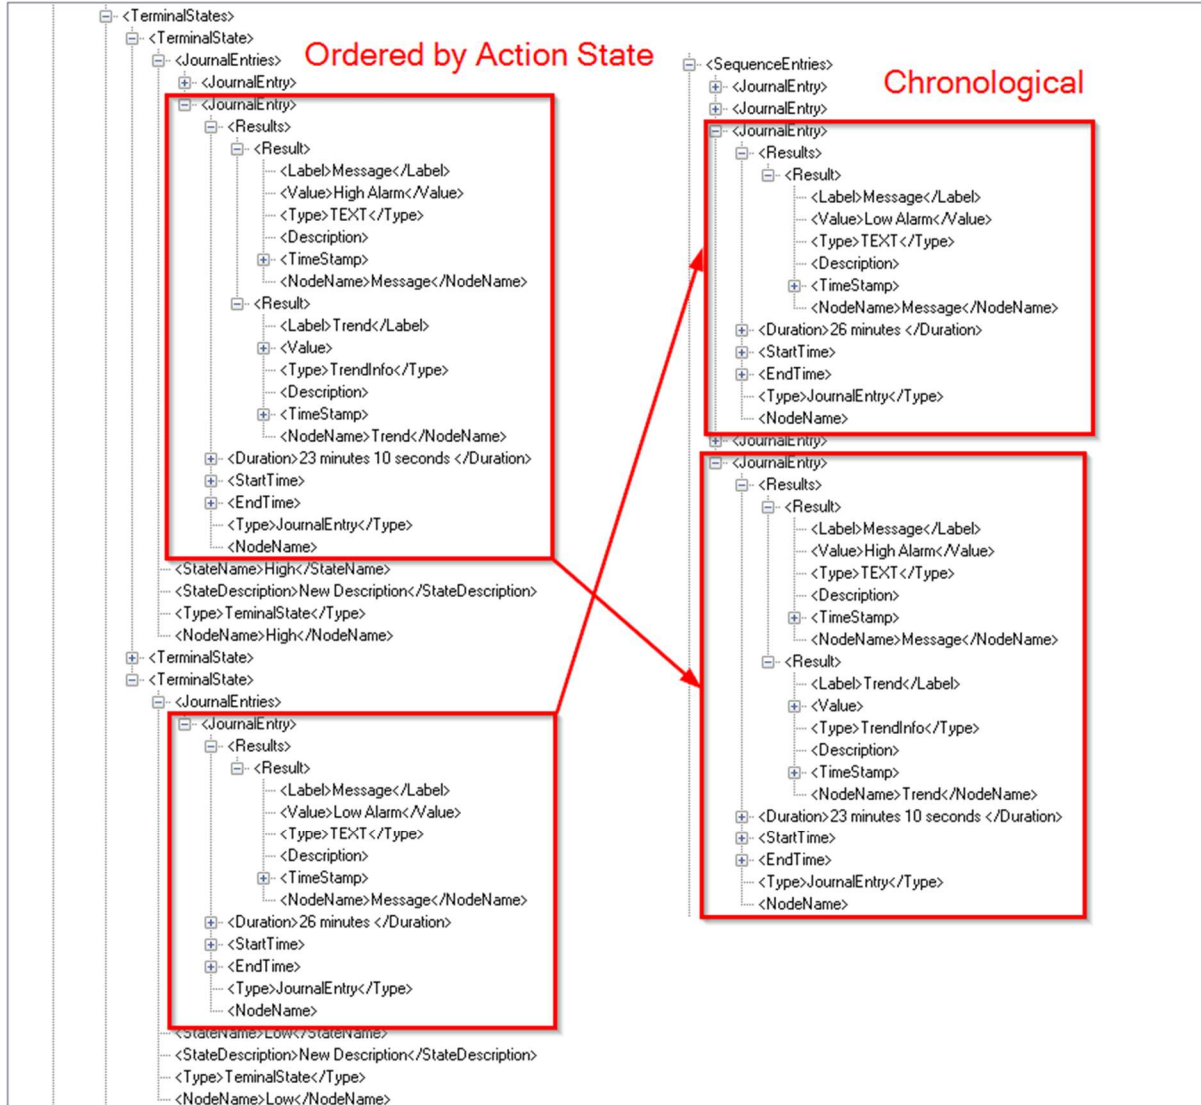 <TerminalStates>
<TerminalState>
<JournalEntries>
Ordered by Action State
<JournalEntry>
<JournalEntry>
<Results>
<Result>
<Label>Message</Label>
<Value>High Alarm</Value>
<Type>TEXT</Type>
<Description>
<TimeStamp>
<NodeName>Message</NodeName>
<Result>
<Label>Trend</Label>
<Value>
<Type>TrendInfo</Type>
<Description>
<TimeStamp>
<NodeName>Trend</NodeName>
<Duration>23 minutes 10 seconds </Duration>
<StartTime>
<EndTime>
<Type>JournalEntry</Type>
<NodeName>
<StateName>High</StateName>
<StateDescription>New Description</StateDescription>
<Type>TeminalState</Type>
<NodeName>High</NodeName>
<TerminalState>
<TerminalState>
<JournalEntries>
<JournalEntry>
<Results>
<Result>
<Label>Message</Label>
<Value>Low Alarm</Value>
<Type>TEXT</Type>
<Description>
<TimeStamp>
<NodeName>Message</NodeName>
<Duration>26 minutes </Duration>
<StartTime>
<EndTime>
<Type>JournalEntry</Type>
<NodeName>
<StateName>Low</StateName>
<StateDescription>New Description</StateDescription>
<Type>TeminalState</Type>
<NodeName>Low</NodeName>
<SequenceEntries>
Chronological
<JournalEntry>
<JournalEntry>
<JournalEntry>
<Results>
<Result>
<Label>Message</Label>
<Value>Low Alarm</Value>
<Type>TEXT</Type>
<Description>
<TimeStamp>
<NodeName>Message</NodeName>
<Duration>26 minutes </Duration>
<StartTime>
<EndTime>
<Type>JournalEntry</Type>
<NodeName>
<JournalEntry>
<JournalEntry>
<Results>
<Result>
<Label>Message</Label>
<Value>High Alarm</Value>
<Type>TEXT</Type>
<Description>
<TimeStamp>
<NodeName>Message</NodeName>
<Result>
<Label>Trend</Label>
<Value>
<Type>TrendInfo</Type>
<Description>
<TimeStamp>
<NodeName>Trend</NodeName>
<Duration>23 minutes 10 seconds </Duration>
<StartTime>
<EndTime>
<Type>JournalEntry</Type>
<NodeName>